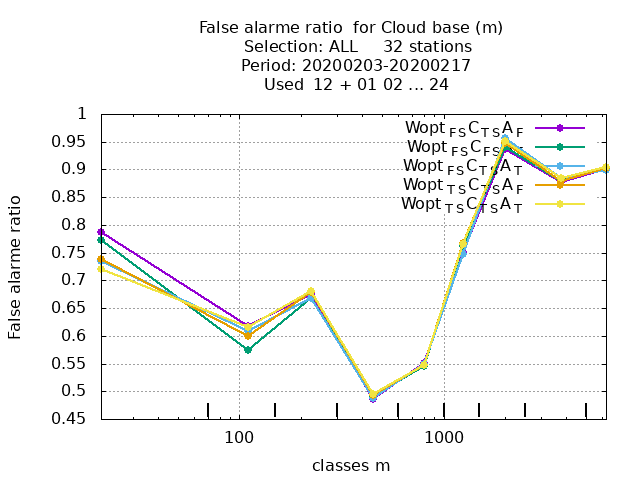 False alarme ratio  for Cloud base (m)
Selection: ALL     32 stations
Period: 20200203-20200217
Used  12 + 01 02 ... 24
1
0.95
0.9
0.85
0.8
0.75
0.7
0.65
0.6
0.55
0.5
0.45
False alarme ratio
Wopt FS C TS A F
Wopt FS C FS
Wopt FS C T A T
Wopt TS C TS A F
Wopt TS C TS A T
100
1000
classes m